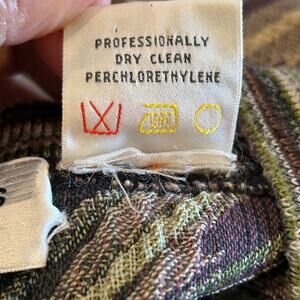 PROFESSIONALLY
DRY CLEAN
PERCHLORETHYLENE